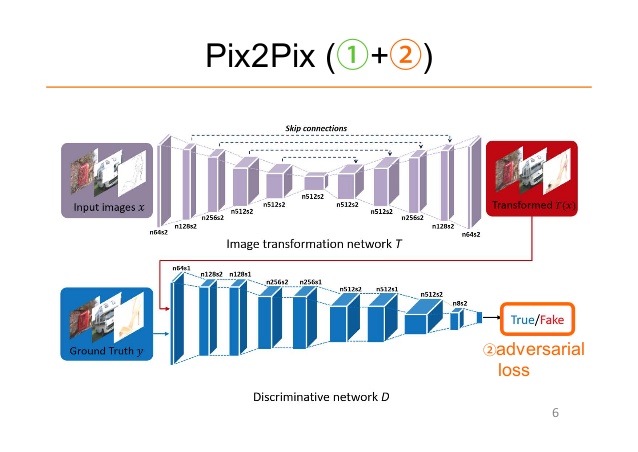 Pix2Pix (①+②)
Skip connections
Input images x
n64s2
n128s2
n256s2
n512s2
n512s2
n512s2
n512s2
n512s2
n256s2
n128s2
n64s2
Transformed T(x)
Image transformation network T
n64s1
n128s2
n128s1
n256s2
n256s1
n512s2
n512s1
n512s2
n8s2
Ground Truth y
True/Fake
②adversarial
loss
Discriminative network D
6